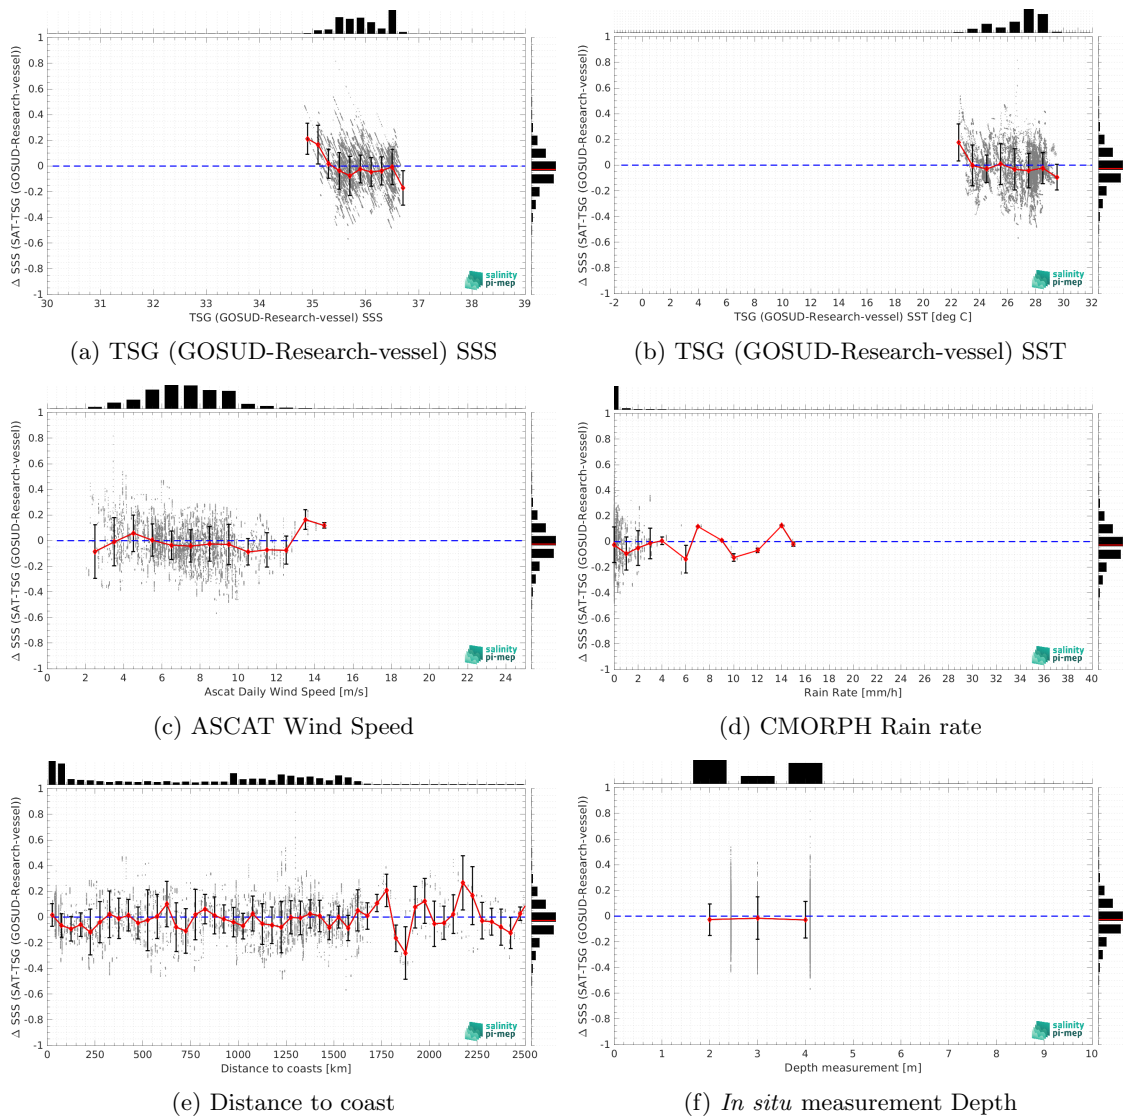 1
0.8
0.6
0.4
0.2
0
-0.2
-0.4
-0.6
-0.8
-1
Δ SSS (SAT-TSG (GOSUD-Research-vessel))
30 31 32 33 34 35 36 37 38 39
TSG (GOSUD-Research-vessel) SSS
salinity
pi-mep
(a) TSG (GOSUD-Research-vessel) SSS
1
0.8
0.6
0.4
0.2
0
-0.2
-0.4
-0.6
-0.8
-1
Δ SSS (SAT-TSG (GOSUD-Research-vessel))
-2 0 2 4 6 8 10 12 14 16 18 20 22 24 26 28 30 32
TSG (GOSUD-Research-vessel) SST [deg C]
salinity
pi-mep
(b) TSG (GOSUD-Research-vessel) SST
1
0.8
0.6
0.4
0.2
0
-0.2
-0.4
-0.6
-0.8
-1
Δ SSS (SAT-TSG (GOSUD-Research-vessel))
0 2 4 6 8 10 12 14 16 18 20 22 24
Ascat Daily Wind Speed [m/s]
salinity
pi-mep
(c) ASCAT Wind Speed
1
0.8
0.6
0.4
0.2
0
-0.2
-0.4
-0.6
-0.8
-1
Δ SSS (SAT-TSG (GOSUD-Research-vessel))
0 2 4 6 8 10 12 14 16 18 20 22 24 26 28 30 32 34 36 38 40
Rain Rate [mm/h]
salinity
pi-mep
(d) CMORPH Rain rate
1
0.8
0.6
0.4
0.2
0
-0.2
-0.4
-0.6
-0.8
-1
Δ SSS (SAT-TSG (GOSUD-Research-vessel))
0 250 500 750 1000 1250 1500 1750 2000 2250 2500
Distance to coasts [km]
salinity
pi-mep
(e) Distance to coast
1
0.8
0.6
0.4
0.2
0
-0.2
-0.4
-0.6
-0.8
-1
Δ SSS (SAT-TSG (GOSUD-Research-vessel))
0 1 2 3 4 5 6 7 8 9 10
Depth measurement [m]
salinity
pi-mep
(f) In situ measurement Depth